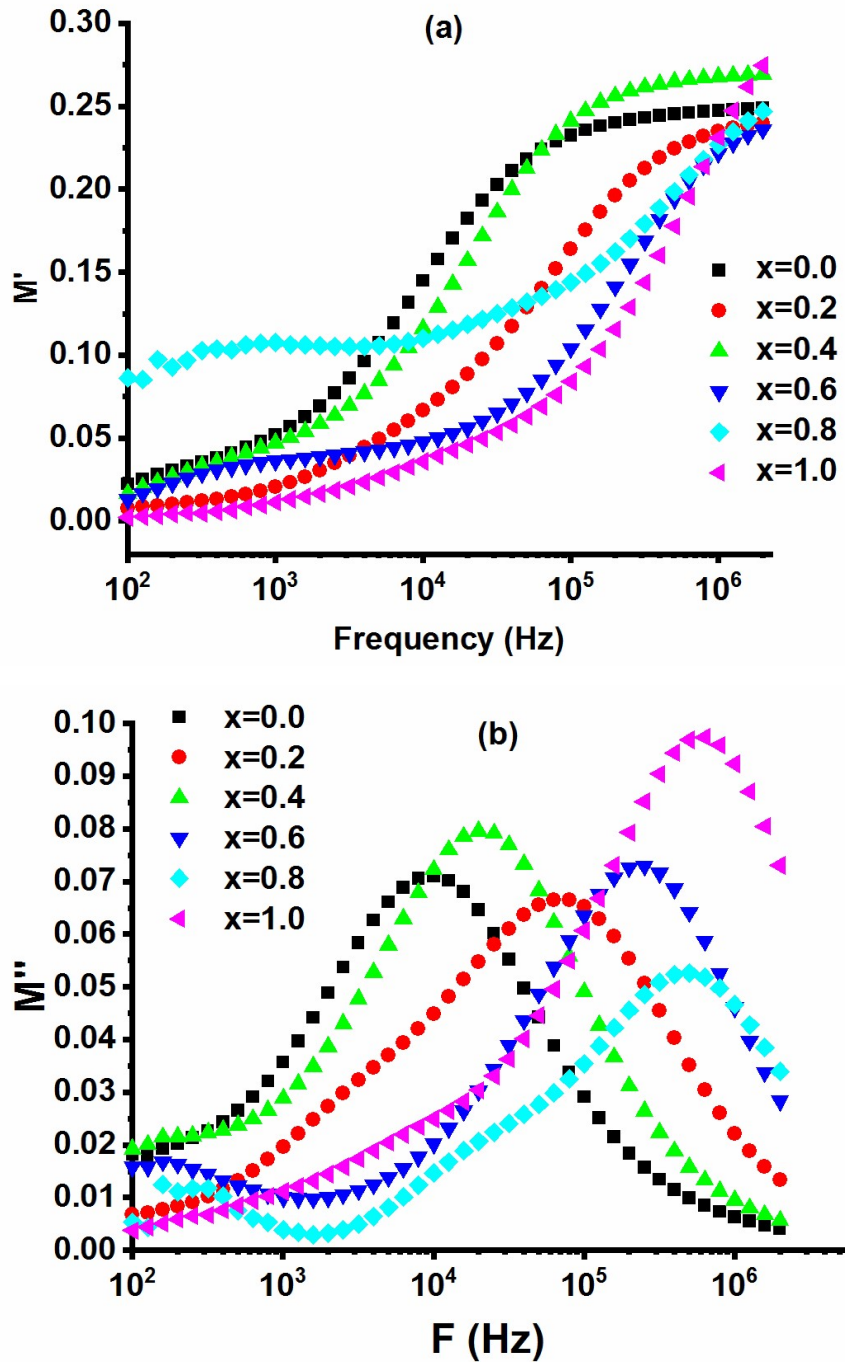 (a)
0.30
0.25
0.20
0.15
0.10
0.05
0.00
M'
x=0.0
x=0.2
x=0.4
x=0.6
x=0.8
x=1.0
10²
10³
10⁴
10⁵
10⁶
Frequency (Hz)
(b)
0.10
0.09
0.08
0.07
0.06
0.05
0.04
0.03
0.02
0.01
0.00
M''
x=0.0
x=0.2
x=0.4
x=0.6
x=0.8
x=1.0
10²
10³
10⁴
10⁵
10⁶
F (Hz)